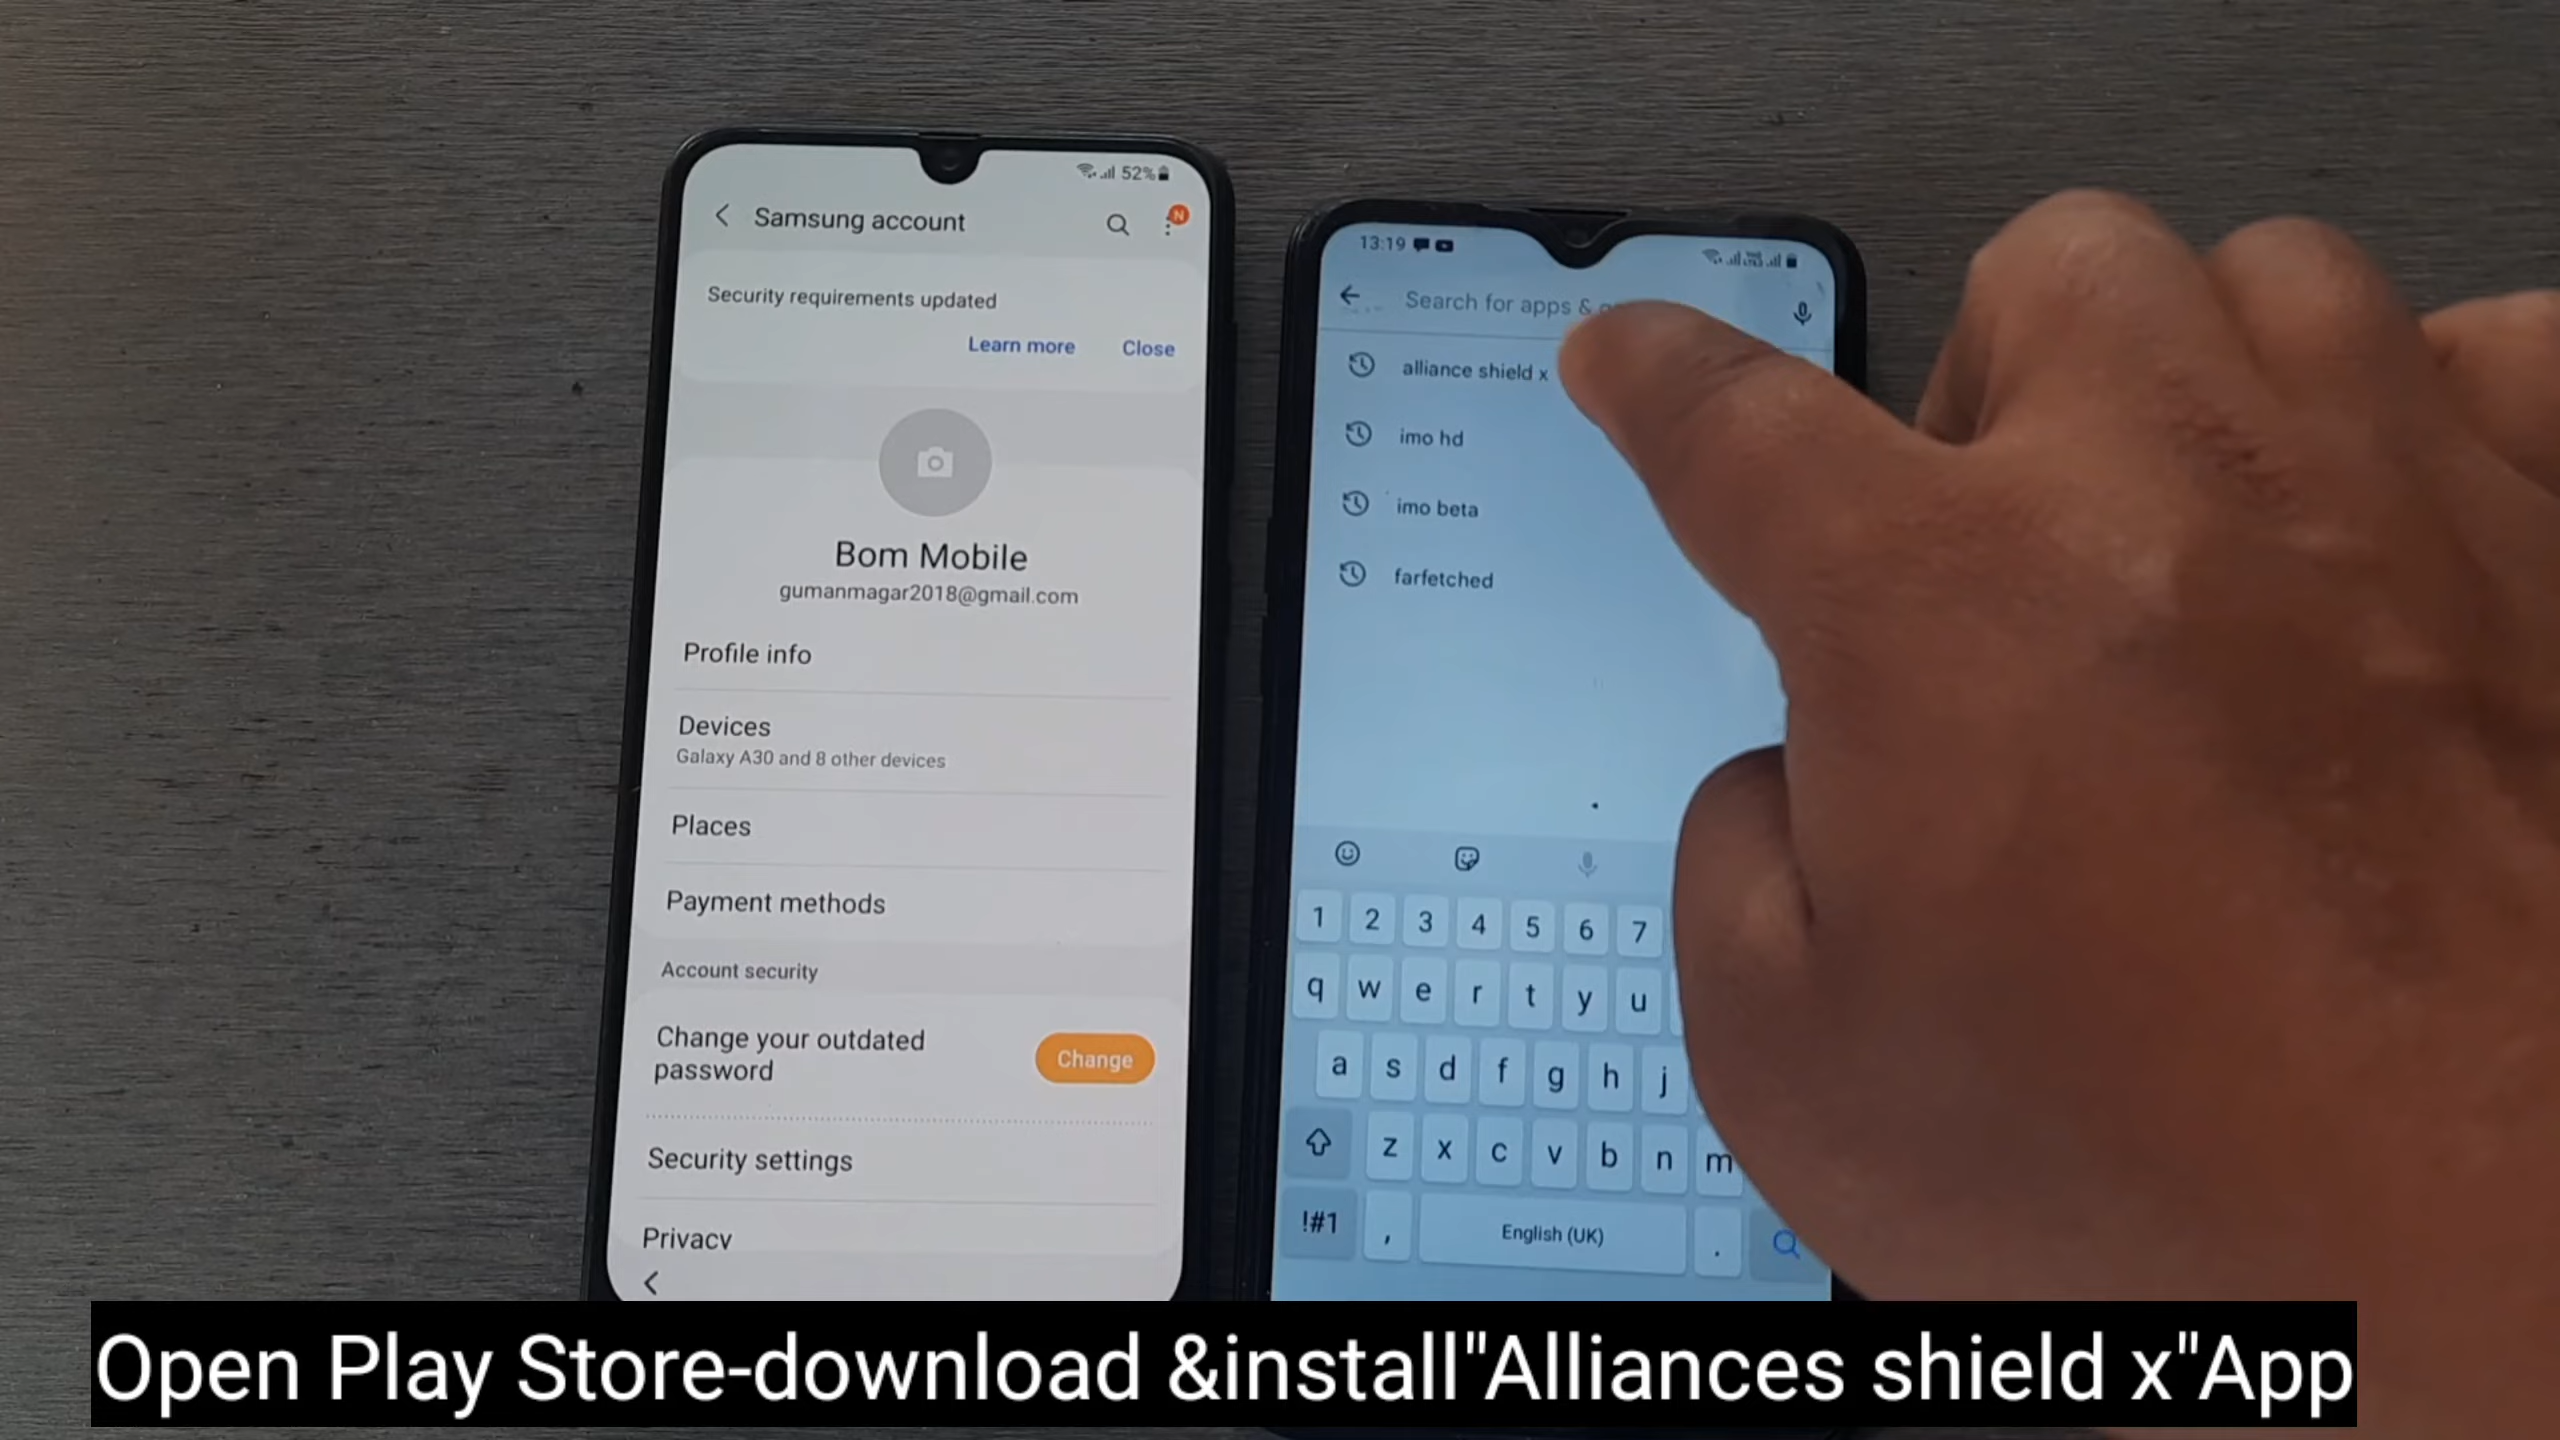 52%
Samsung account
N
Security requirements updated
Learn more
Close
Bom Mobile
gumanmagar2018@gmail.com
Profile info
Devices
Galaxy A30 and 8 other devices
Places
Payment methods
Account security
Change your outdated
password
Change
Security settings
Privacy
13:19
Search for apps &
alliance shield x
imo hd
imo beta
farfetched
1 2 3 4 5 6 7
q w e r t y u
a s d f g h j
z x c v b n m
!#1 , English (UK) .
Open Play Store-download &install"Alliances shield x"App